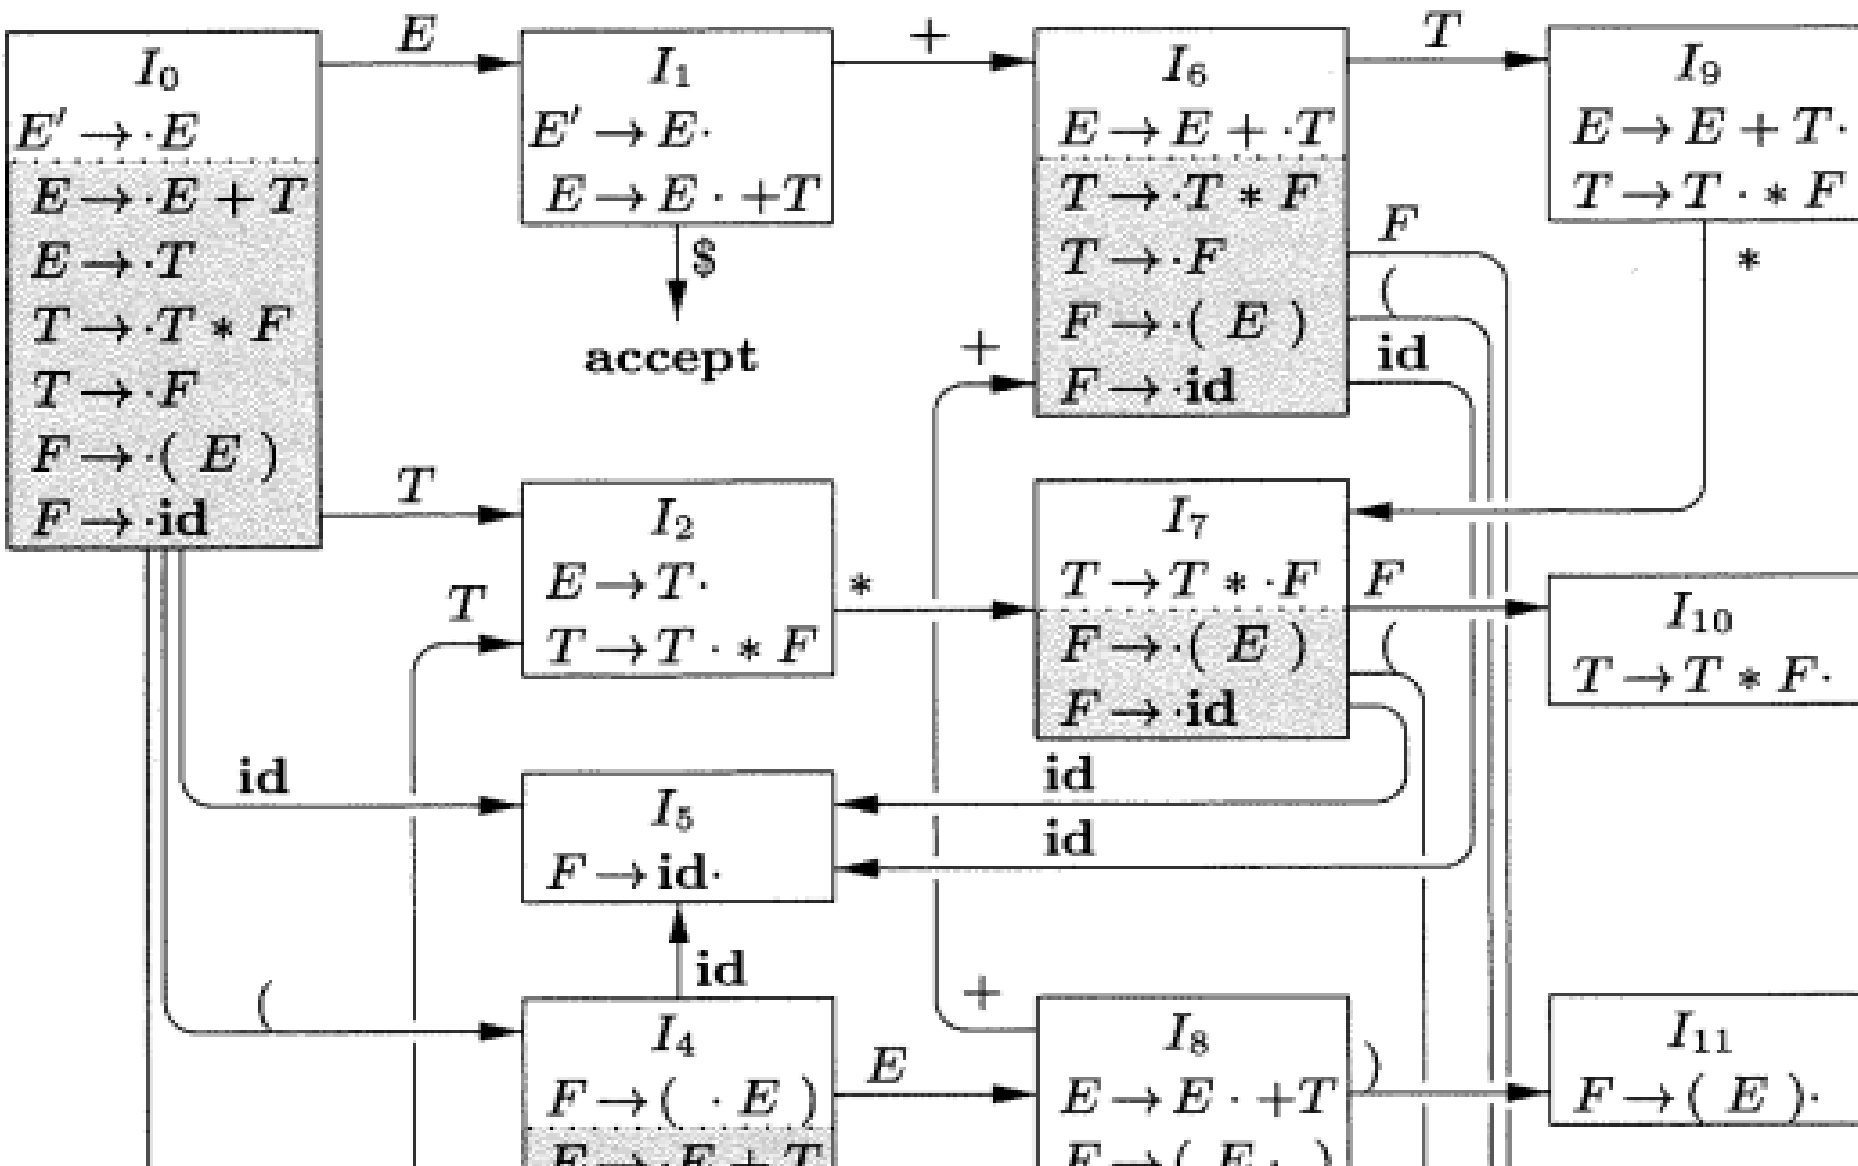 E
I₀
E′ → ·E
E → ·E + T
E → ·T
T → ·T * F
T → ·F
F → ·( E )
F → ·id
I₁
E′ → E·
E → E · +T
$
accept
+
I₆
E → E + ·T
T → ·T * F
T → ·F
F → ·( E )
F → ·id
T
F
(
id
+
I₉
E → E + T·
T → T · * F
*
T
T
I₂
E → T·
T → T · * F
*
I₇
T → T * ·F
F → ·( E )
F → ·id
F
(
I₁₀
T → T * F·
id
I₅
F → id·
id
id
id
(
I₄
F → ( · E )
E → ·E + T
E
+
I₈
E → E · +T
F → ( E · )
)
I₁₁
F → ( E )·